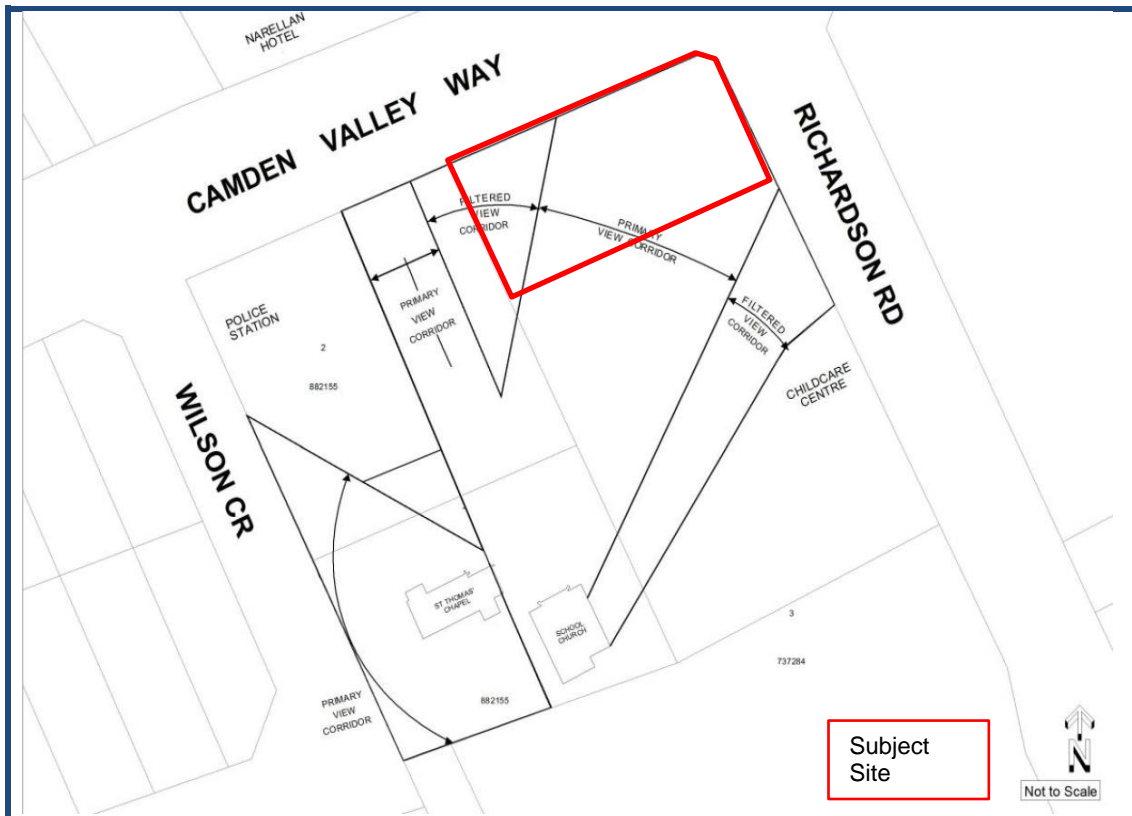 NARELLAN
HOTEL
CAMDEN VALLEY WAY
RICHARDSON RD
FILTERED
VIEW
CORRIDOR
PRIMARY
VIEW CORRIDOR
PRIMARY
VIEW
CORRIDOR
FILTERED
VIEW
CORRIDOR
POLICE
STATION
2
882155
CHILDCARE
CENTRE
WILSON CR
ST THOMAS'
CHAPEL
SCHOOL
CHURCH
3
737284
PRIMARY
VIEW
CORRIDOR
882155
Subject
Site
N
Not to Scale